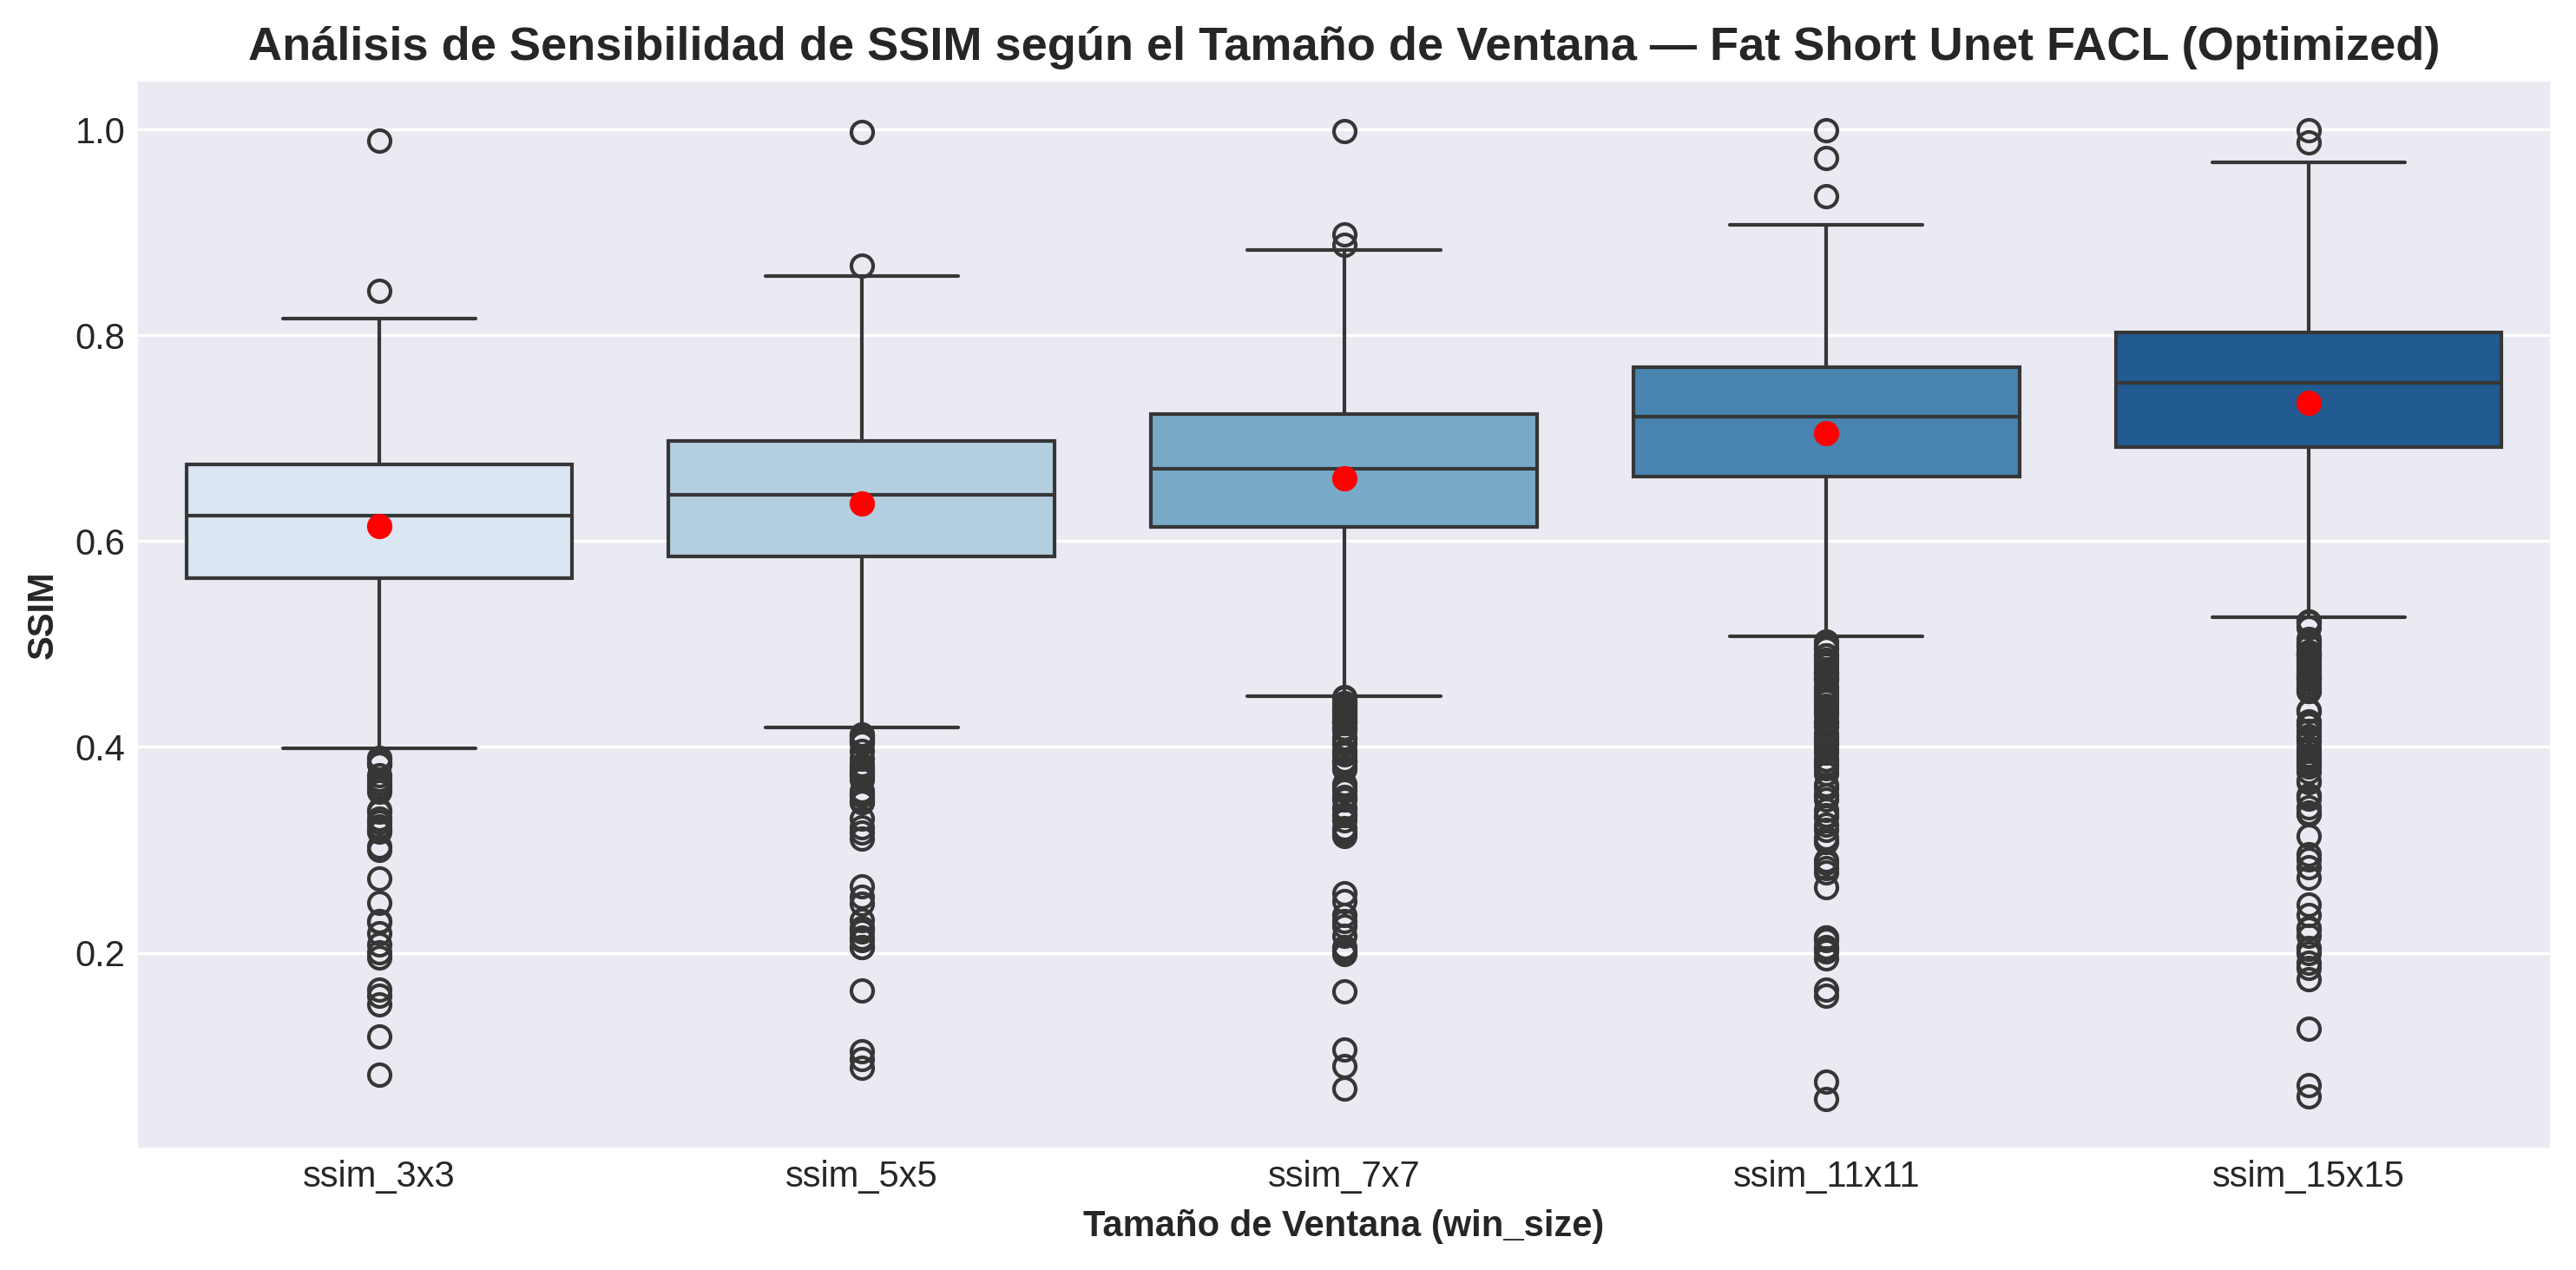 Análisis de Sensibilidad de SSIM según el Tamaño de Ventana — Fat Short Unet FACL (Optimized)
SSIM
1.0
0.8
0.6
0.4
0.2
ssim_3x3
ssim_5x5
ssim_7x7
ssim_11x11
ssim_15x15
Tamaño de Ventana (win_size)